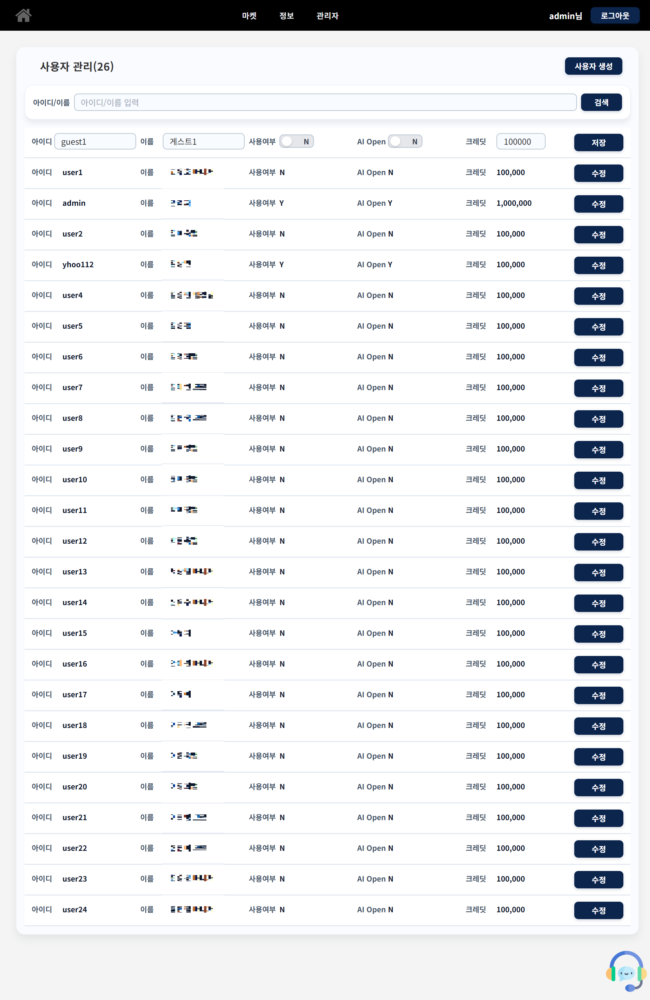 마켓 정보 관리자 admin님 로그아웃
사용자 관리(26) 사용자 생성
아이디/이름 아이디/이름 입력 검색
아이디 guest1 이름 게스트1 사용여부 N AI Open N 크레딧 100000 저장
아이디 user1 이름 사용여부 N AI Open N 크레딧 100,000 수정
아이디 admin 이름 사용여부 Y AI Open Y 크레딧 1,000,000 수정
아이디 user2 이름 사용여부 N AI Open N 크레딧 100,000 수정
아이디 yhoo112 이름 사용여부 Y AI Open Y 크레딧 100,000 수정
아이디 user4 이름 사용여부 N AI Open N 크레딧 100,000 수정
아이디 user5 이름 사용여부 N AI Open N 크레딧 100,000 수정
아이디 user6 이름 사용여부 N AI Open N 크레딧 100,000 수정
아이디 user7 이름 사용여부 N AI Open N 크레딧 100,000 수정
아이디 user8 이름 사용여부 N AI Open N 크레딧 100,000 수정
아이디 user9 이름 사용여부 N AI Open N 크레딧 100,000 수정
아이디 user10 이름 사용여부 N AI Open N 크레딧 100,000 수정
아이디 user11 이름 사용여부 N AI Open N 크레딧 100,000 수정
아이디 user12 이름 사용여부 N AI Open N 크레딧 100,000 수정
아이디 user13 이름 사용여부 N AI Open N 크레딧 100,000 수정
아이디 user14 이름 사용여부 N AI Open N 크레딧 100,000 수정
아이디 user15 이름 사용여부 N AI Open N 크레딧 100,000 수정
아이디 user16 이름 사용여부 N AI Open N 크레딧 100,000 수정
아이디 user17 이름 사용여부 N AI Open N 크레딧 100,000 수정
아이디 user18 이름 사용여부 N AI Open N 크레딧 100,000 수정
아이디 user19 이름 사용여부 N AI Open N 크레딧 100,000 수정
아이디 user20 이름 사용여부 N AI Open N 크레딧 100,000 수정
아이디 user21 이름 사용여부 N AI Open N 크레딧 100,000 수정
아이디 user22 이름 사용여부 N AI Open N 크레딧 100,000 수정
아이디 user23 이름 사용여부 N AI Open N 크레딧 100,000 수정
아이디 user24 이름 사용여부 N AI Open N 크레딧 100,000 수정